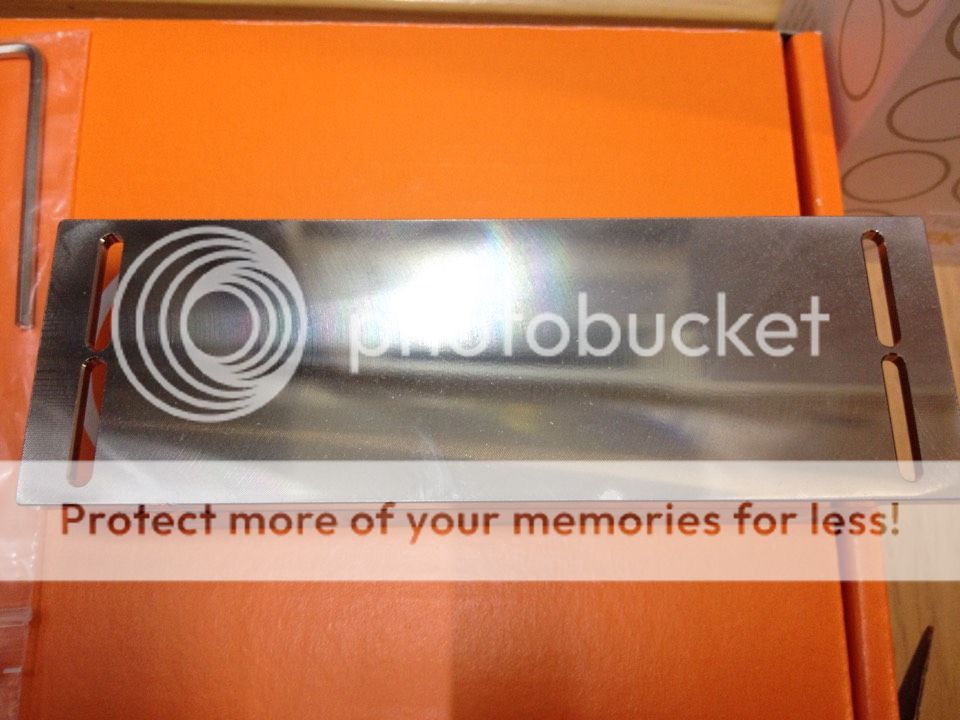 photobucket
Protect more of your memories for less!